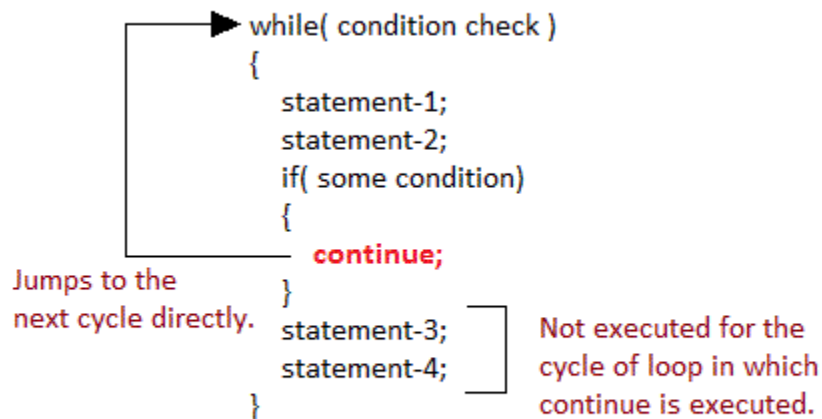 while( condition check )
{
statement-1;
statement-2;
if( some condition)
{
continue;
}
statement-3;
statement-4;
}
Jumps to the
next cycle directly.
Not executed for the
cycle of loop in which
continue is executed.